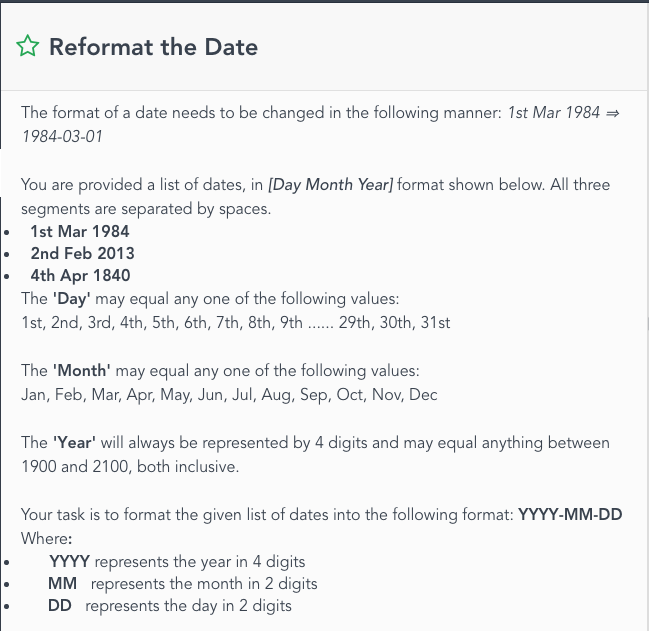 Reformat the Date
The format of a date needs to be changed in the following manner: 1st Mar 1984 ⇒
1984-03-01
You are provided a list of dates, in [Day Month Year] format shown below. All three
segments are separated by spaces.
• 1st Mar 1984
• 2nd Feb 2013
• 4th Apr 1840
The 'Day' may equal any one of the following values:
1st, 2nd, 3rd, 4th, 5th, 6th, 7th, 8th, 9th ...... 29th, 30th, 31st
The 'Month' may equal any one of the following values:
Jan, Feb, Mar, Apr, May, Jun, Jul, Aug, Sep, Oct, Nov, Dec
The 'Year' will always be represented by 4 digits and may equal anything between
1900 and 2100, both inclusive.
Your task is to format the given list of dates into the following format: YYYY-MM-DD
Where:
• YYYY represents the year in 4 digits
• MM represents the month in 2 digits
• DD represents the day in 2 digits